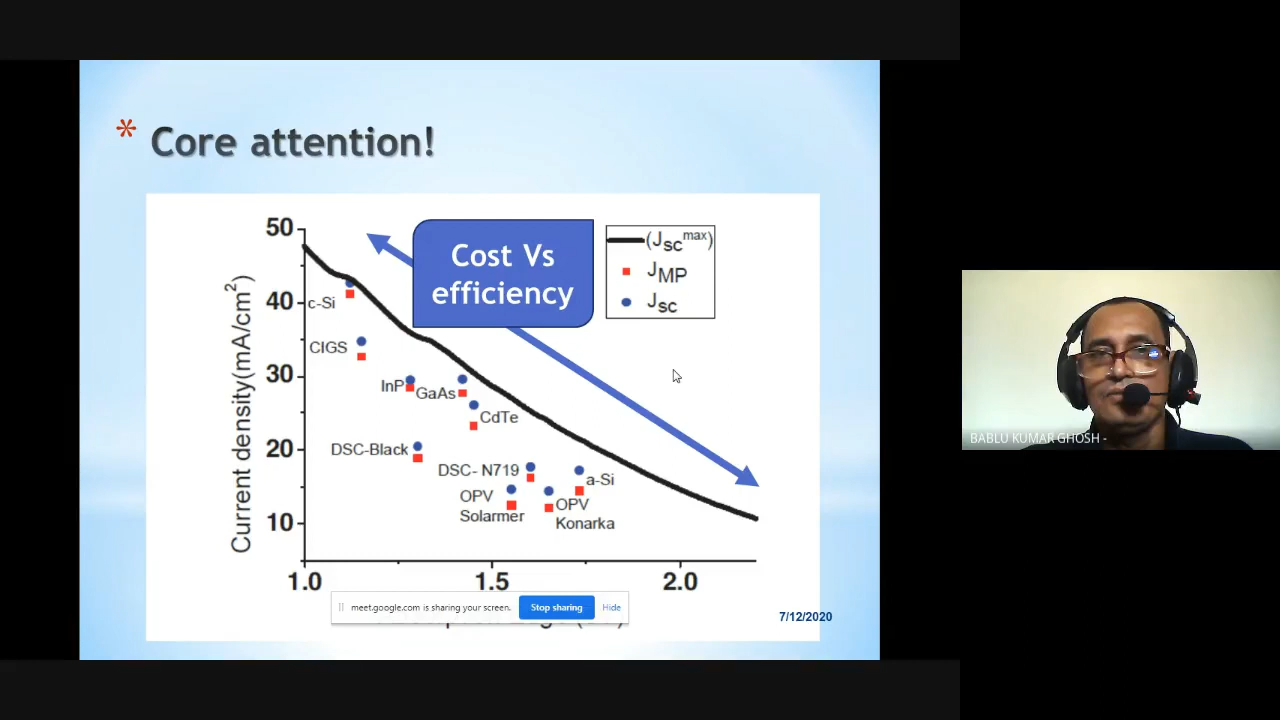 * Core attention!
50
40
30
20
10
Current density(mA/cm²)
Cost Vs
efficiency
(Jscᵐᵃˣ)
JMP
Jsc
c-Si
CIGS
InP
GaAs
CdTe
DSC-Black
DSC- N719
a-Si
OPV
Solarmer
OPV
Konarka
1.0
1.5
2.0
meet.google.com is sharing your screen.
Stop sharing
Hide
7/12/2020
BABLU KUMAR GHOSH -